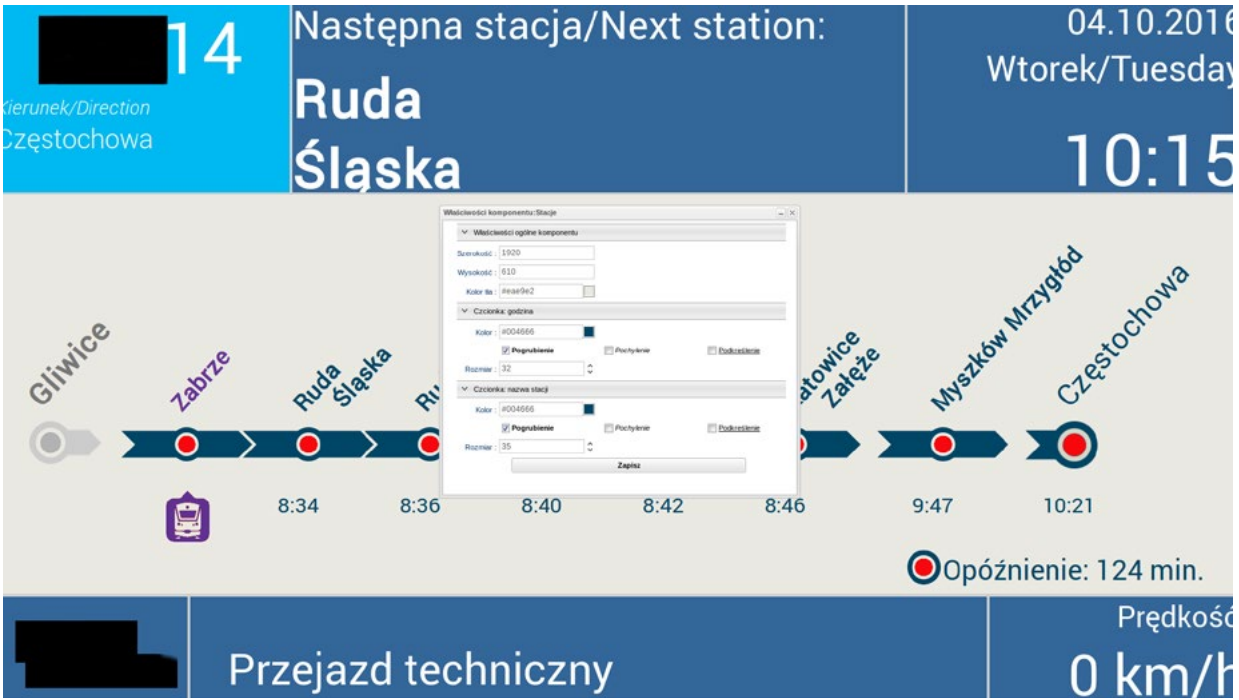 14
Kierunek/Direction
Częstochowa
Następna stacja/Next station:
Ruda
Śląska
04.10.2016
Wtorek/Tuesday
10:15
Właściwości komponentu:Stacje
Właściwości ogólne komponentu
Szerokość : 1920
Wysokość : 610
Kolor tła : #eae9e2
Czcionka: godzina
Kolor : #004666
Pogrubienie Pochylenie Podkreślenie
Rozmiar : 32
Czcionka: nazwa stacji
Kolor : #004666
Pogrubienie Pochylenie Podkreślenie
Rozmiar : 35
Zapisz
Gliwice
Zabrze
Ruda
Śląska
Ru
atowice
Załęże
Myszków Mrzygłód
Częstochowa
8:34 8:36 8:40 8:42 8:46 9:47 10:21
Opóźnienie: 124 min.
Przejazd techniczny
Prędkość
0 km/h